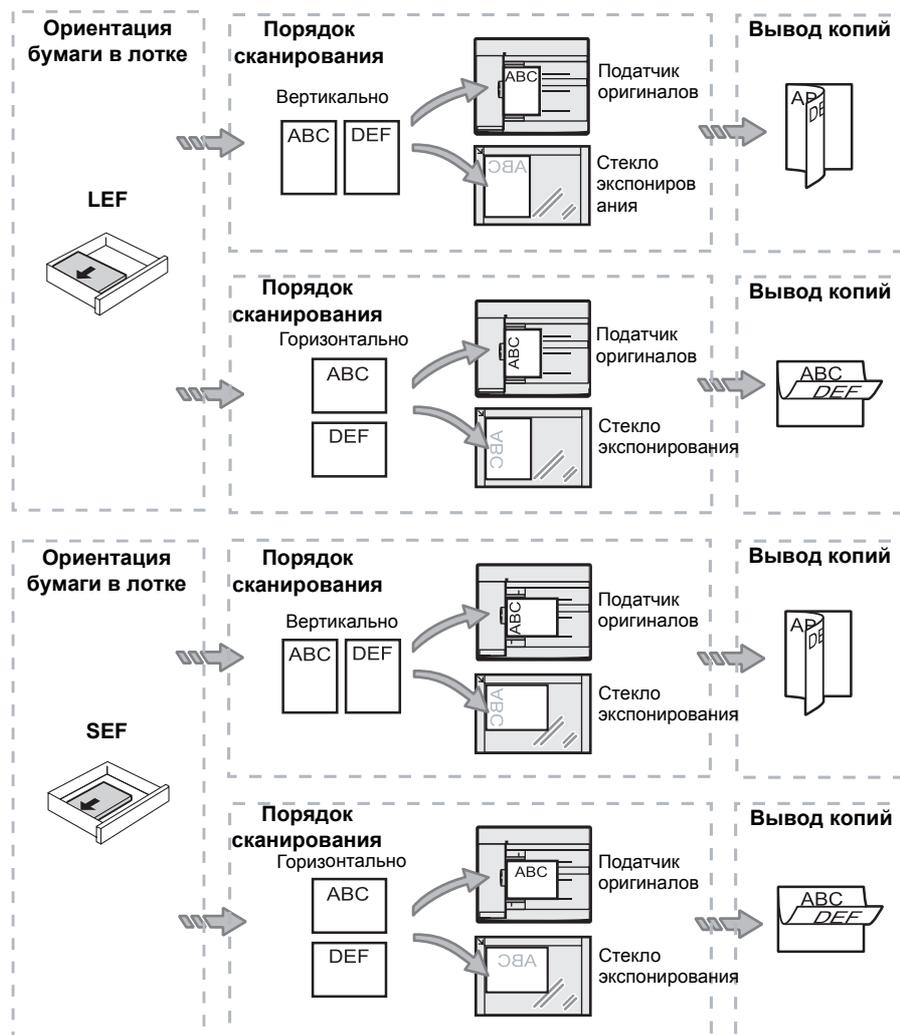 Ориентация
бумаги в лотке
LEF
Порядок
сканирования
Вертикально
ABC DEF
ABC
Податчик
оригиналов
ABC
Стекло
экспониров
ания
Вывод копий
DE
Порядок
сканирования
Горизонтально
ABC
DEF
ABC
Податчик
оригиналов
ABC
Стекло
экспонирования
Вывод копий
ABC
DEF
Ориентация
бумаги в лотке
SEF
Порядок
сканирования
Вертикально
ABC DEF
ABC
Податчик
оригиналов
ABC
Стекло
экспонирования
Вывод копий
Порядок
сканирования
Горизонтально
ABC
DEF
ABC
Податчик
оригиналов
ABC
Стекло
экспонирования
Вывод копий
ABC
DEF